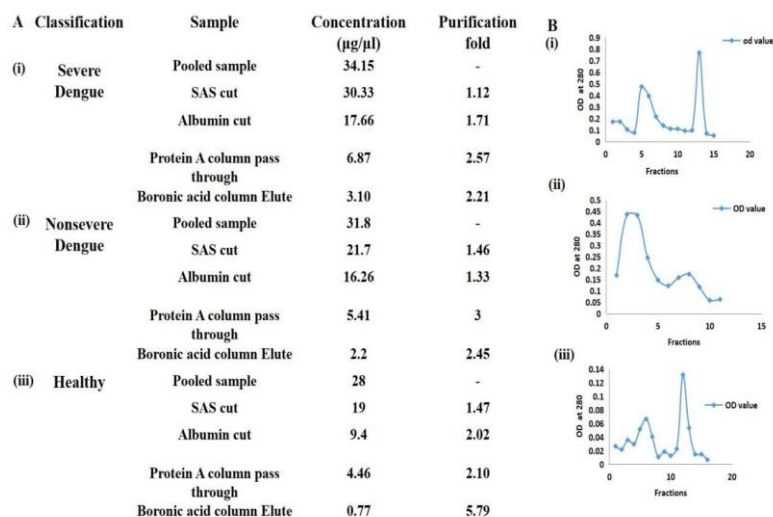 A Classification Sample Concentration (µg/µl) Purification fold
(i) Severe Dengue
Pooled sample 34.15 -
SAS cut 30.33 1.12
Albumin cut 17.66 1.71
Protein A column pass through 6.87 2.57
Boronic acid column Elute 3.10 2.21
(ii) Nonsevere Dengue
Pooled sample 31.8 -
SAS cut 21.7 1.46
Albumin cut 16.26 1.33
Protein A column pass through 5.41 3
Boronic acid column Elute 2.2 2.45
(iii) Healthy
Pooled sample 28 -
SAS cut 19 1.47
Albumin cut 9.4 2.02
Protein A column pass through 4.46 2.10
Boronic acid column Elute 0.77 5.79
B
(i)
od value
OD at 280
0.9
0.8
0.7
0.6
0.5
0.4
0.3
0.2
0.1
0
0 5 10 15 20
Fractions
(ii)
OD value
OD at 280
0.5
0.45
0.4
0.35
0.3
0.25
0.2
0.15
0.1
0.05
0
0 5 10 15
Fractions
(iii)
OD value
OD at 280
0.14
0.12
0.1
0.08
0.06
0.04
0.02
0
0 10 20
Fractions